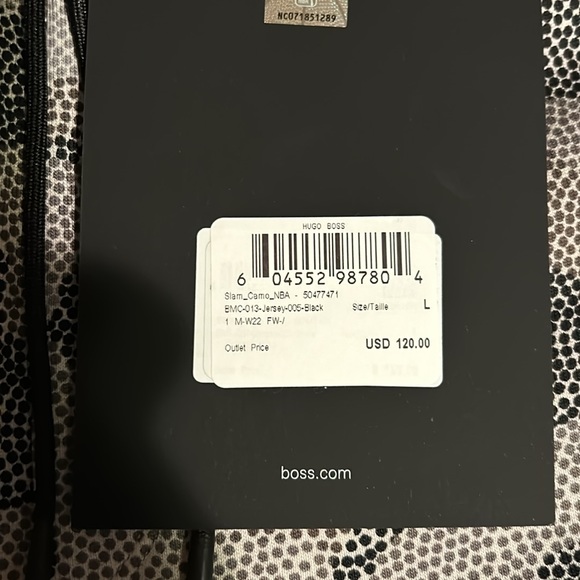 NC071851289
HUGO BOSS
6 04552 98780 4
Slam_Camo_NBA - 50477471
BMC-013-Jersey-005-Black Size/Taille L
1 M-W22 FW-/
Outlet Price USD 120.00
boss.com